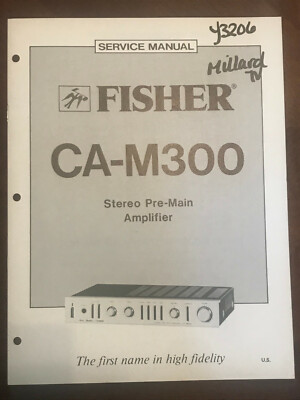 SERVICE MANUAL
y3206
Millard
TV
FISHER®
CA-M300
Stereo Pre-Main
Amplifier
The first name in high fidelity
U.S.